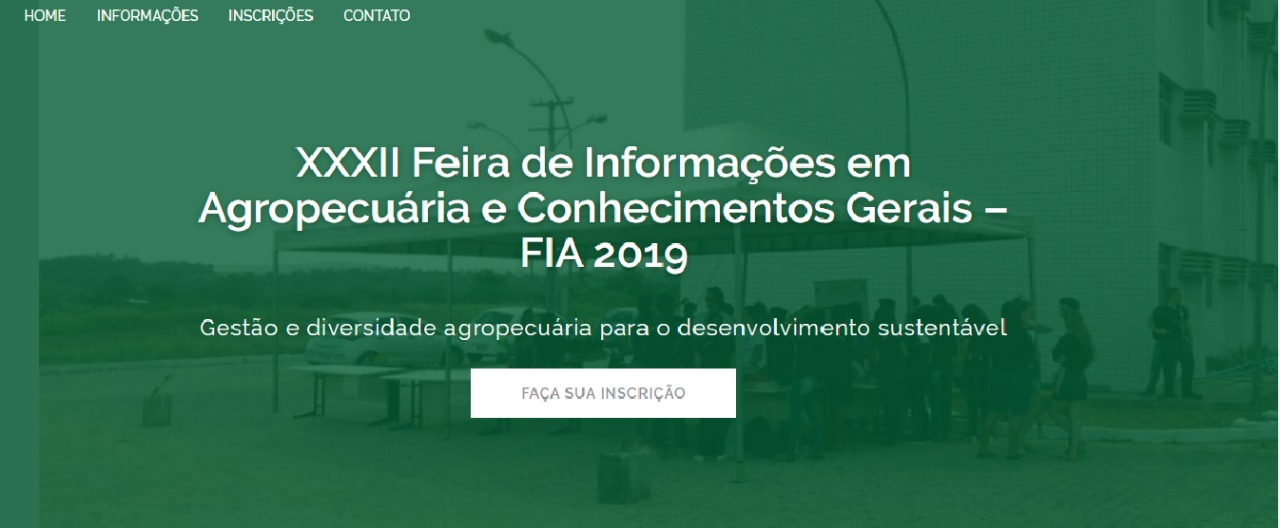 HOME INFORMAÇÕES INSCRIÇÕES CONTATO
XXXII Feira de Informações em
Agropecuária e Conhecimentos Gerais –
FIA 2019
Gestão e diversidade agropecuária para o desenvolvimento sustentável
FAÇA SUA INSCRIÇÃO